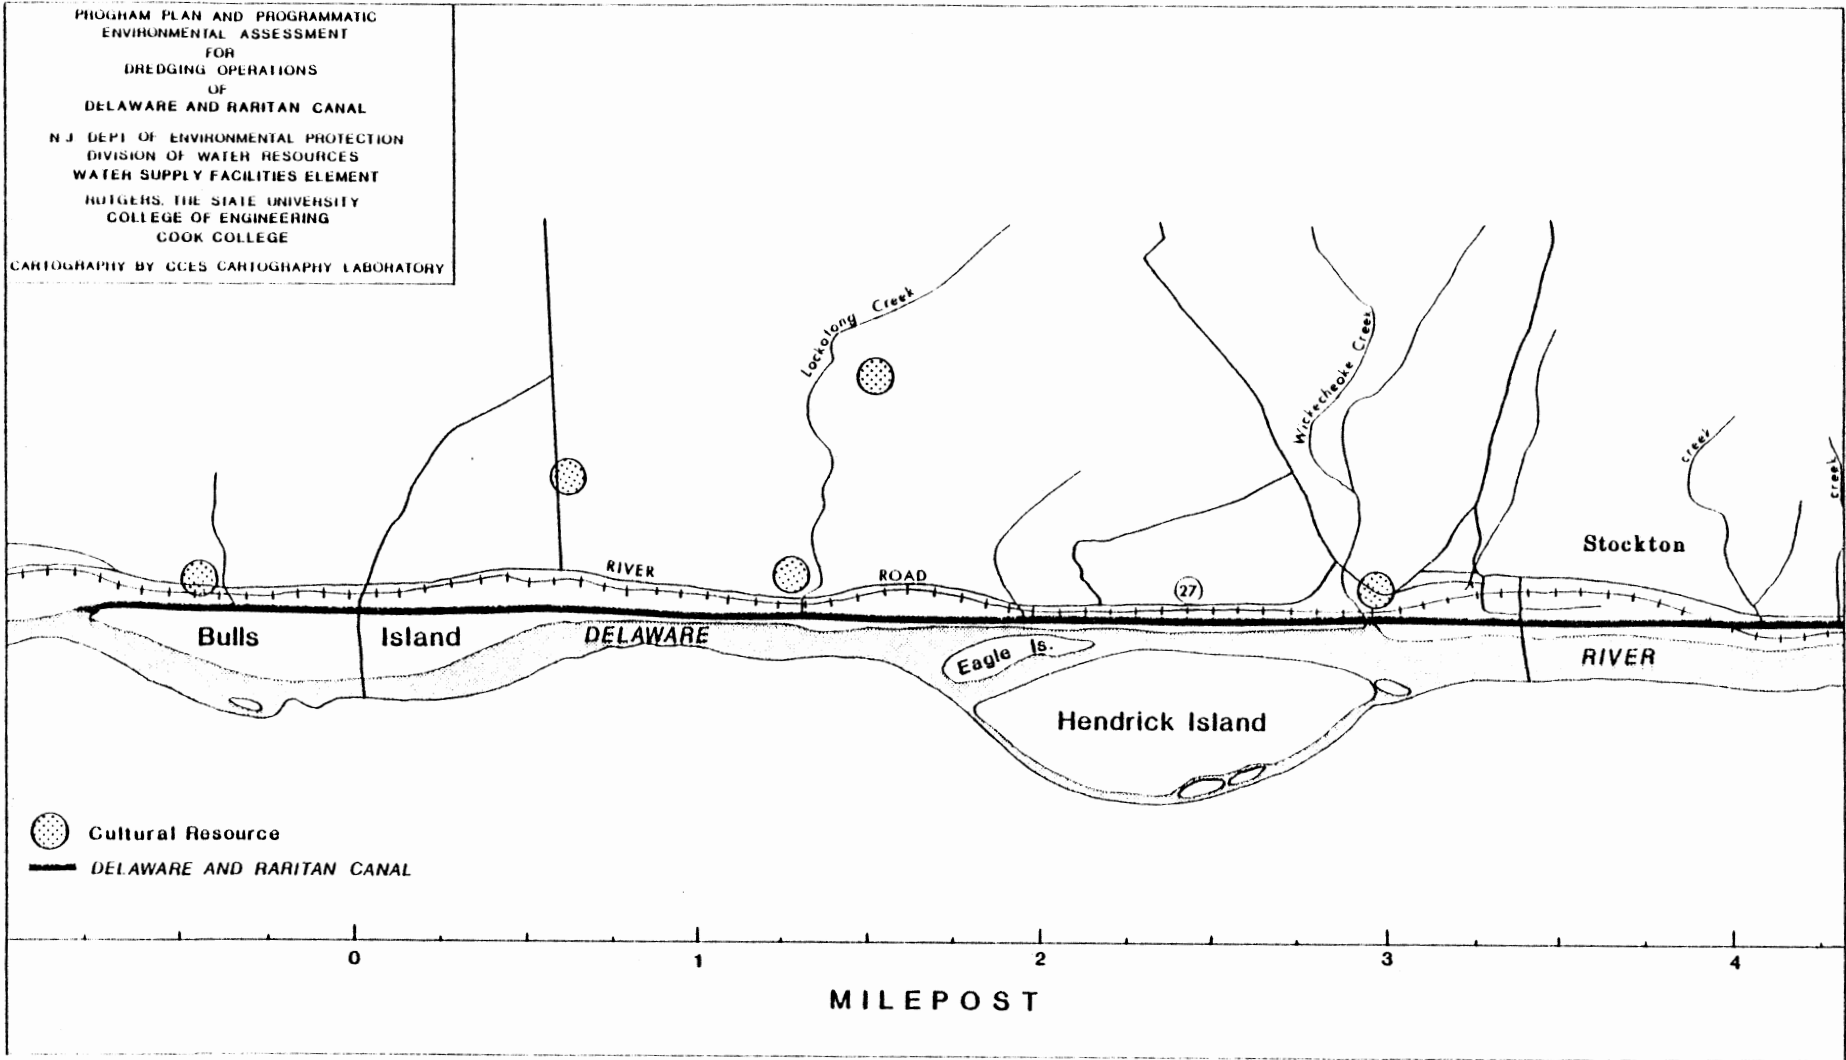 PROGRAM PLAN AND PROGRAMMATIC
ENVIRONMENTAL ASSESSMENT
FOR
DREDGING OPERATIONS
OF
DELAWARE AND RARITAN CANAL
N J DEPT OF ENVIRONMENTAL PROTECTION
DIVISION OF WATER RESOURCES
WATER SUPPLY FACILITIES ELEMENT
RUTGERS, THE STATE UNIVERSITY
COLLEGE OF ENGINEERING
COOK COLLEGE
CARTOGRAPHY BY CCES CARTOGRAPHY LABORATORY
Lockatong Creek
Wickecheoke Creek
creek
creek
Stockton
RIVER ROAD
27
Bulls Island
DELAWARE RIVER
Eagle Is.
Hendrick Island
Cultural Resource
DELAWARE AND RARITAN CANAL
0 1 2 3 4
MILEPOST